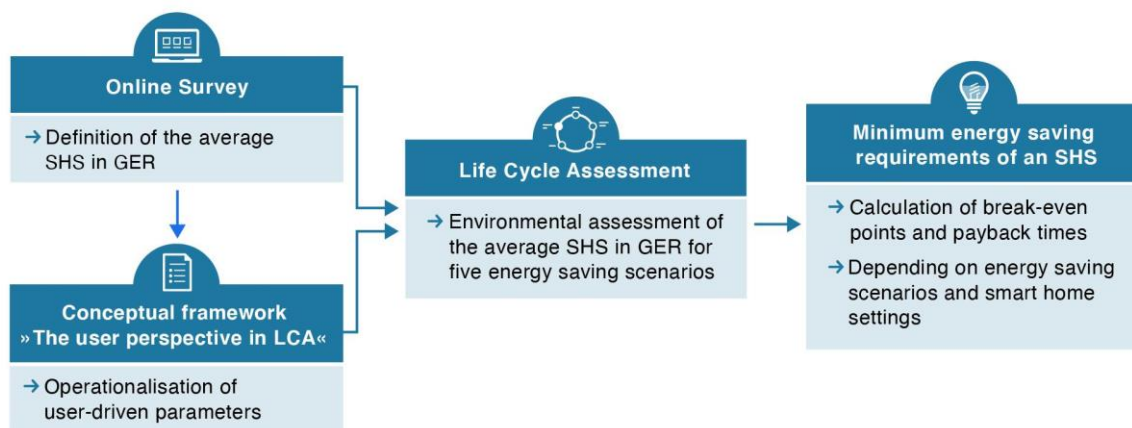 Online Survey
→ Definition of the average
SHS in GER
Conceptual framework
»The user perspective in LCA«
→ Operationalisation of
user-driven parameters
Life Cycle Assessment
→ Environmental assessment of
the average SHS in GER for
five energy saving scenarios
Minimum energy saving
requirements of an SHS
→ Calculation of break-even
points and payback times
→ Depending on energy saving
scenarios and smart home
settings